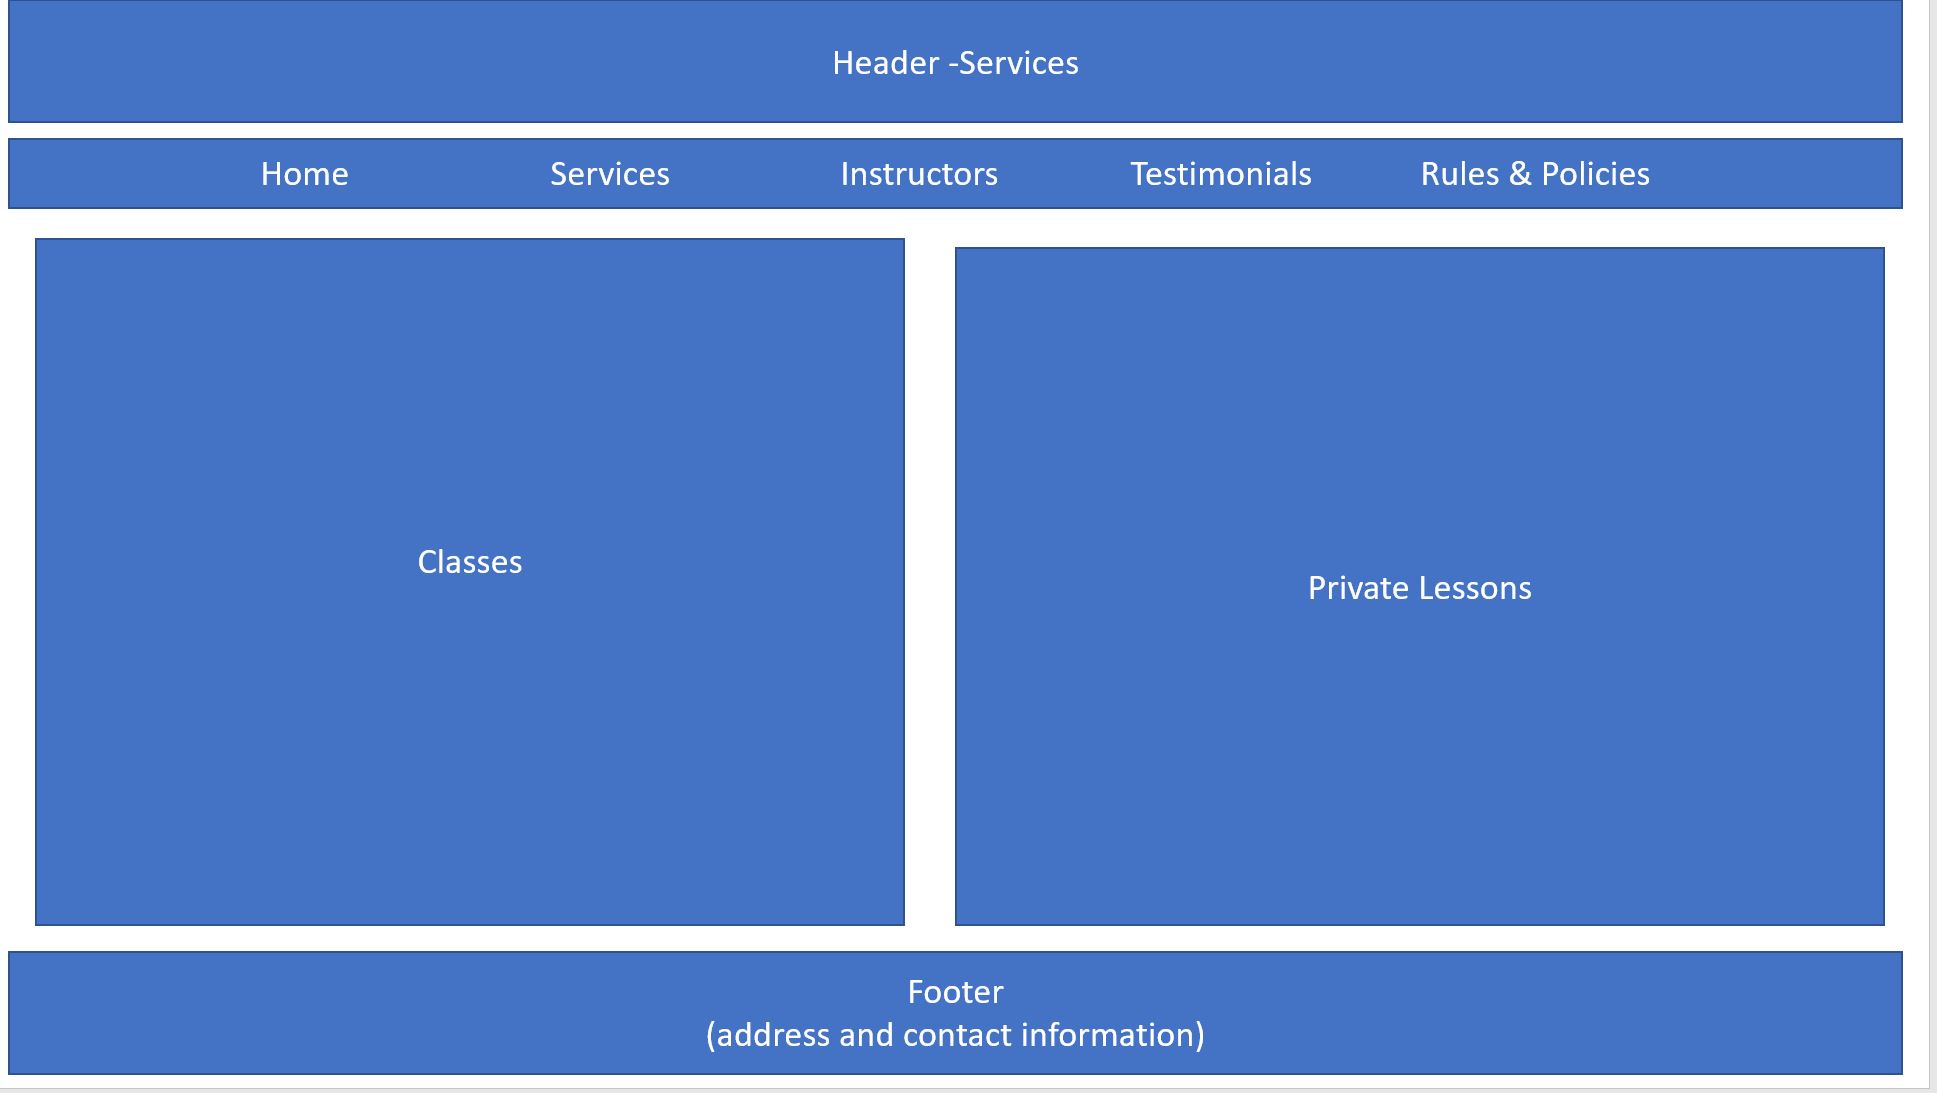 Header -Services
Home Services Instructors Testimonials Rules & Policies
Classes
Private Lessons
Footer
(address and contact information)